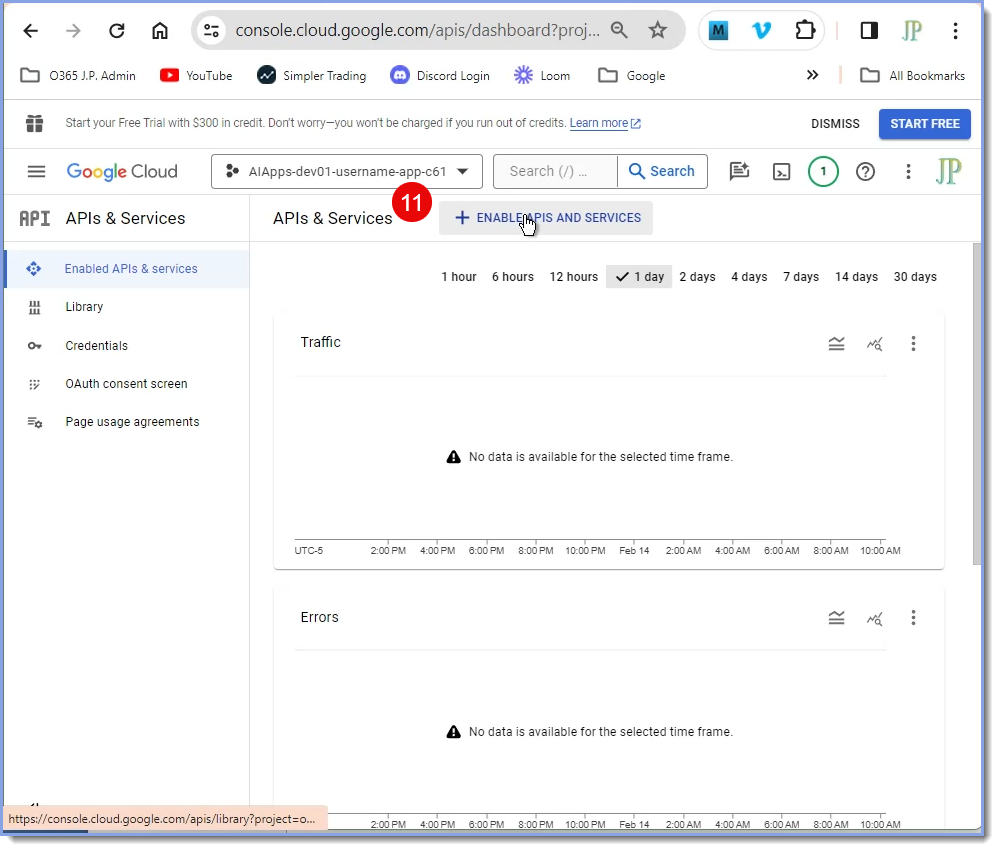 console.cloud.google.com/apis/dashboard?proj...
M
JP
O365 J.P. Admin
YouTube
Simpler Trading
Discord Login
Loom
Google
All Bookmarks
Start your Free Trial with $300 in credit. Don't worry—you won't be charged if you run out of credits. Learn more
DISMISS
START FREE
Google Cloud
AIApps-dev01-username-app-c61
Search (/) ...
Search
1
JP
API APIs & Services
APIs & Services
11
ENABLE APIS AND SERVICES
Enabled APIs & services
Library
Credentials
OAuth consent screen
Page usage agreements
1 hour 6 hours 12 hours 1 day 2 days 4 days 7 days 14 days 30 days
Traffic
No data is available for the selected time frame.
UTC-5 2:00 PM 4:00 PM 6:00 PM 8:00 PM 10:00 PM Feb 14 2:00 AM 4:00 AM 6:00 AM 8:00 AM 10:00 AM
Errors
No data is available for the selected time frame.
2:00 PM 4:00 PM 6:00 PM 8:00 PM 10:00 PM Feb 14 2:00 AM 4:00 AM 6:00 AM 8:00 AM 10:00 AM
https://console.cloud.google.com/apis/library?project=o...